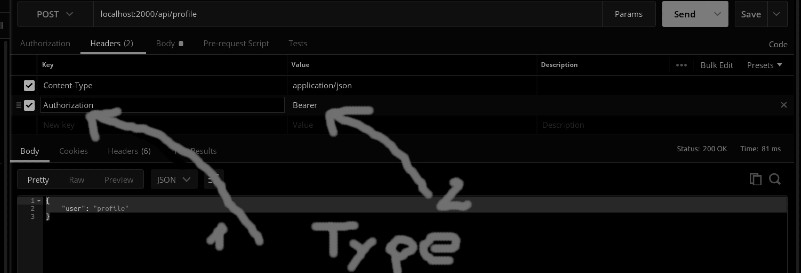 POST localhost:2000/api/profile Params Send Save
Authorization Headers (2) Body Pre-request Script Tests Code
Key Value Description Bulk Edit Presets
Content-Type application/json
Authorization Bearer
New key Value Description
Body Cookies Headers (6) Results Status: 200 OK Time: 81 ms
Pretty Raw Preview JSON
1 {
2 "user": "profile"
3 }
1 Type 2